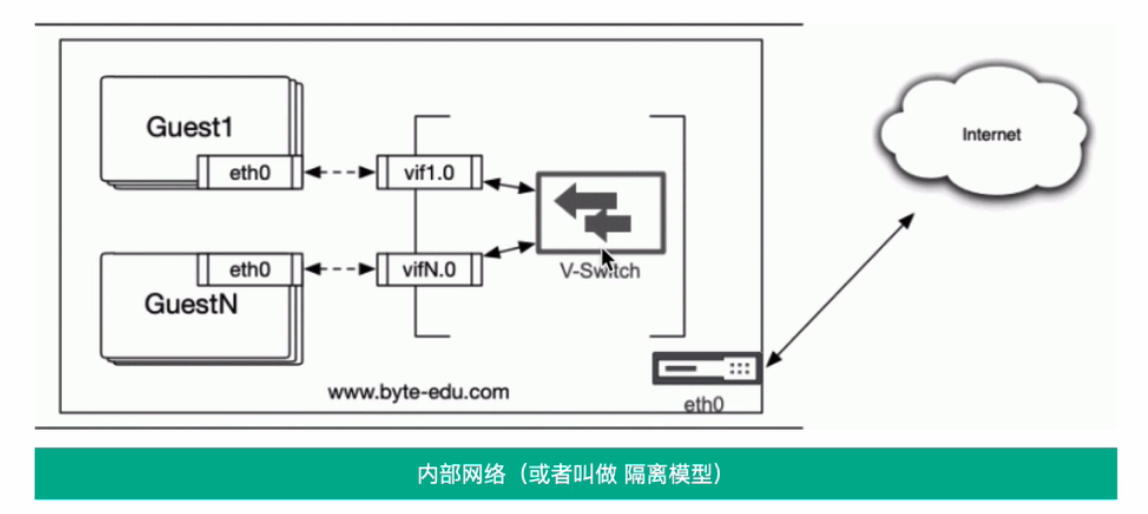 Guest1
eth0
vif1.0
Internet
eth0
vifN.0
GuestN
V-Switch
www.byte-edu.com
eth0
内部网络（或者叫做 隔离模型）